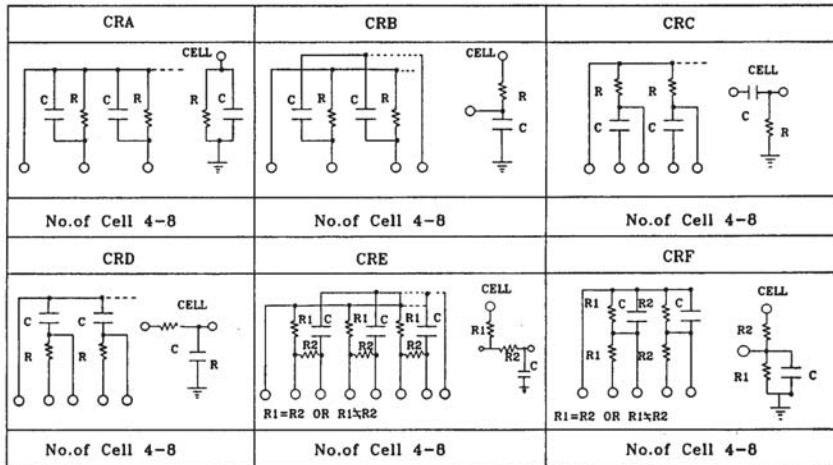 CRA
CRB
CRC
CELL
C
R
C
R
R
C
CELL
C
R
C
R
R
C
R
R
C
C
CELL
C
R
No.of Cell 4-8
No.of Cell 4-8
No.of Cell 4-8
CRD
CRE
CRF
C
C
R
R
CELL
C
R
R1
C
R1
C
R1
C
R2
R2
R2
R1=R2 OR R1≒R2
CELL
R1
R2
C
R1
C
R2
C
R1
R2
R1=R2 OR R1≒R2
CELL
R2
R1
C
No.of Cell 4-8
No.of Cell 4-8
No.of Cell 4-8